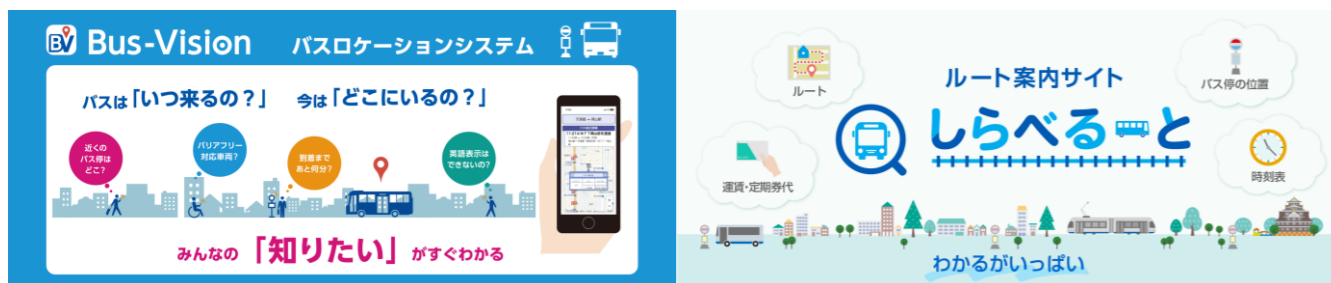 BV Bus-Vision バスロケーションシステム
バスは「いつ来るの？」 今は「どこにいるの？」
近くの
バス停は
どこ？
バリアフリー
対応車両？
到着まで
あと何分？
英語表示は
できないの？
みんなの「知りたい」がすぐわかる
ルート
ルート案内サイト
しらべるーと
バス停の位置
運賃・定期券代
時刻表
わかるがいっぱい